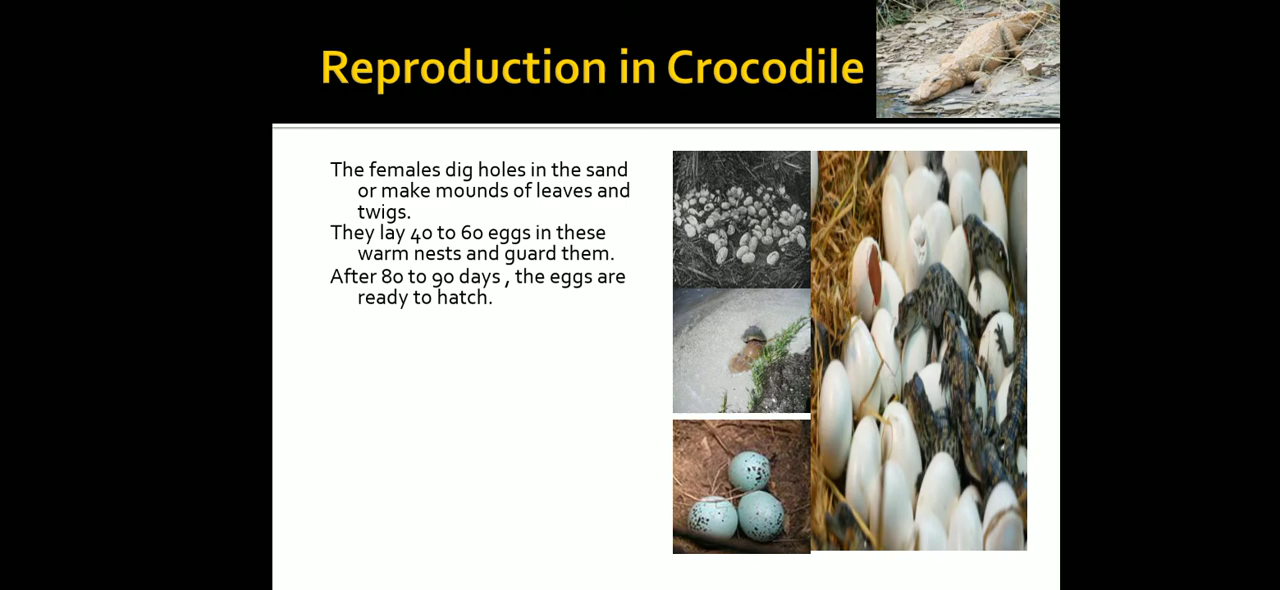 Reproduction in Crocodile
The females dig holes in the sand
or make mounds of leaves and
twigs.
They lay 40 to 60 eggs in these
warm nests and guard them.
After 80 to 90 days , the eggs are
ready to hatch.